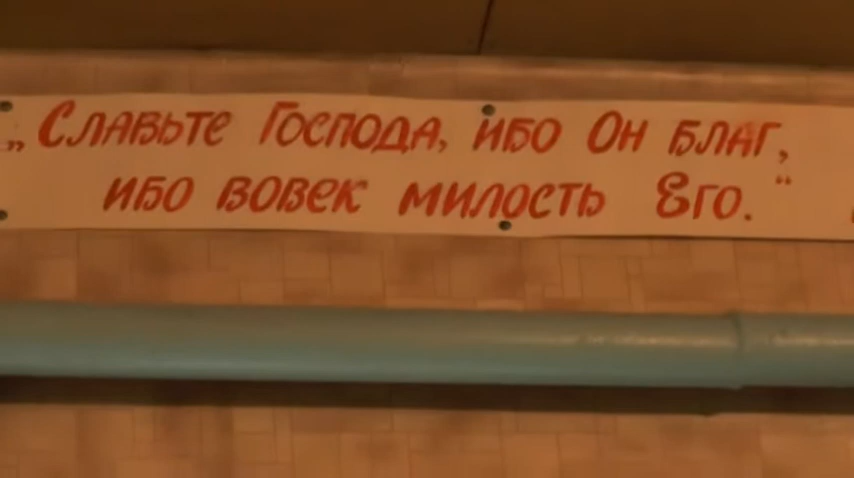 „Славьте Господа, ибо Он благ,
ибо вовек милость Его.“